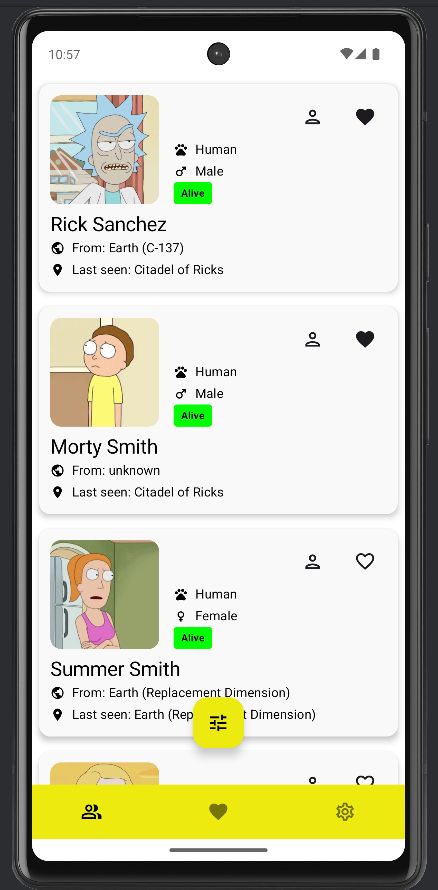 10:57
Human
Male
Alive
Rick Sanchez
From: Earth (C-137)
Last seen: Citadel of Ricks
Human
Male
Alive
Morty Smith
From: unknown
Last seen: Citadel of Ricks
Human
Female
Alive
Summer Smith
From: Earth (Replacement Dimension)
Last seen: Earth (Rep t Dimension)